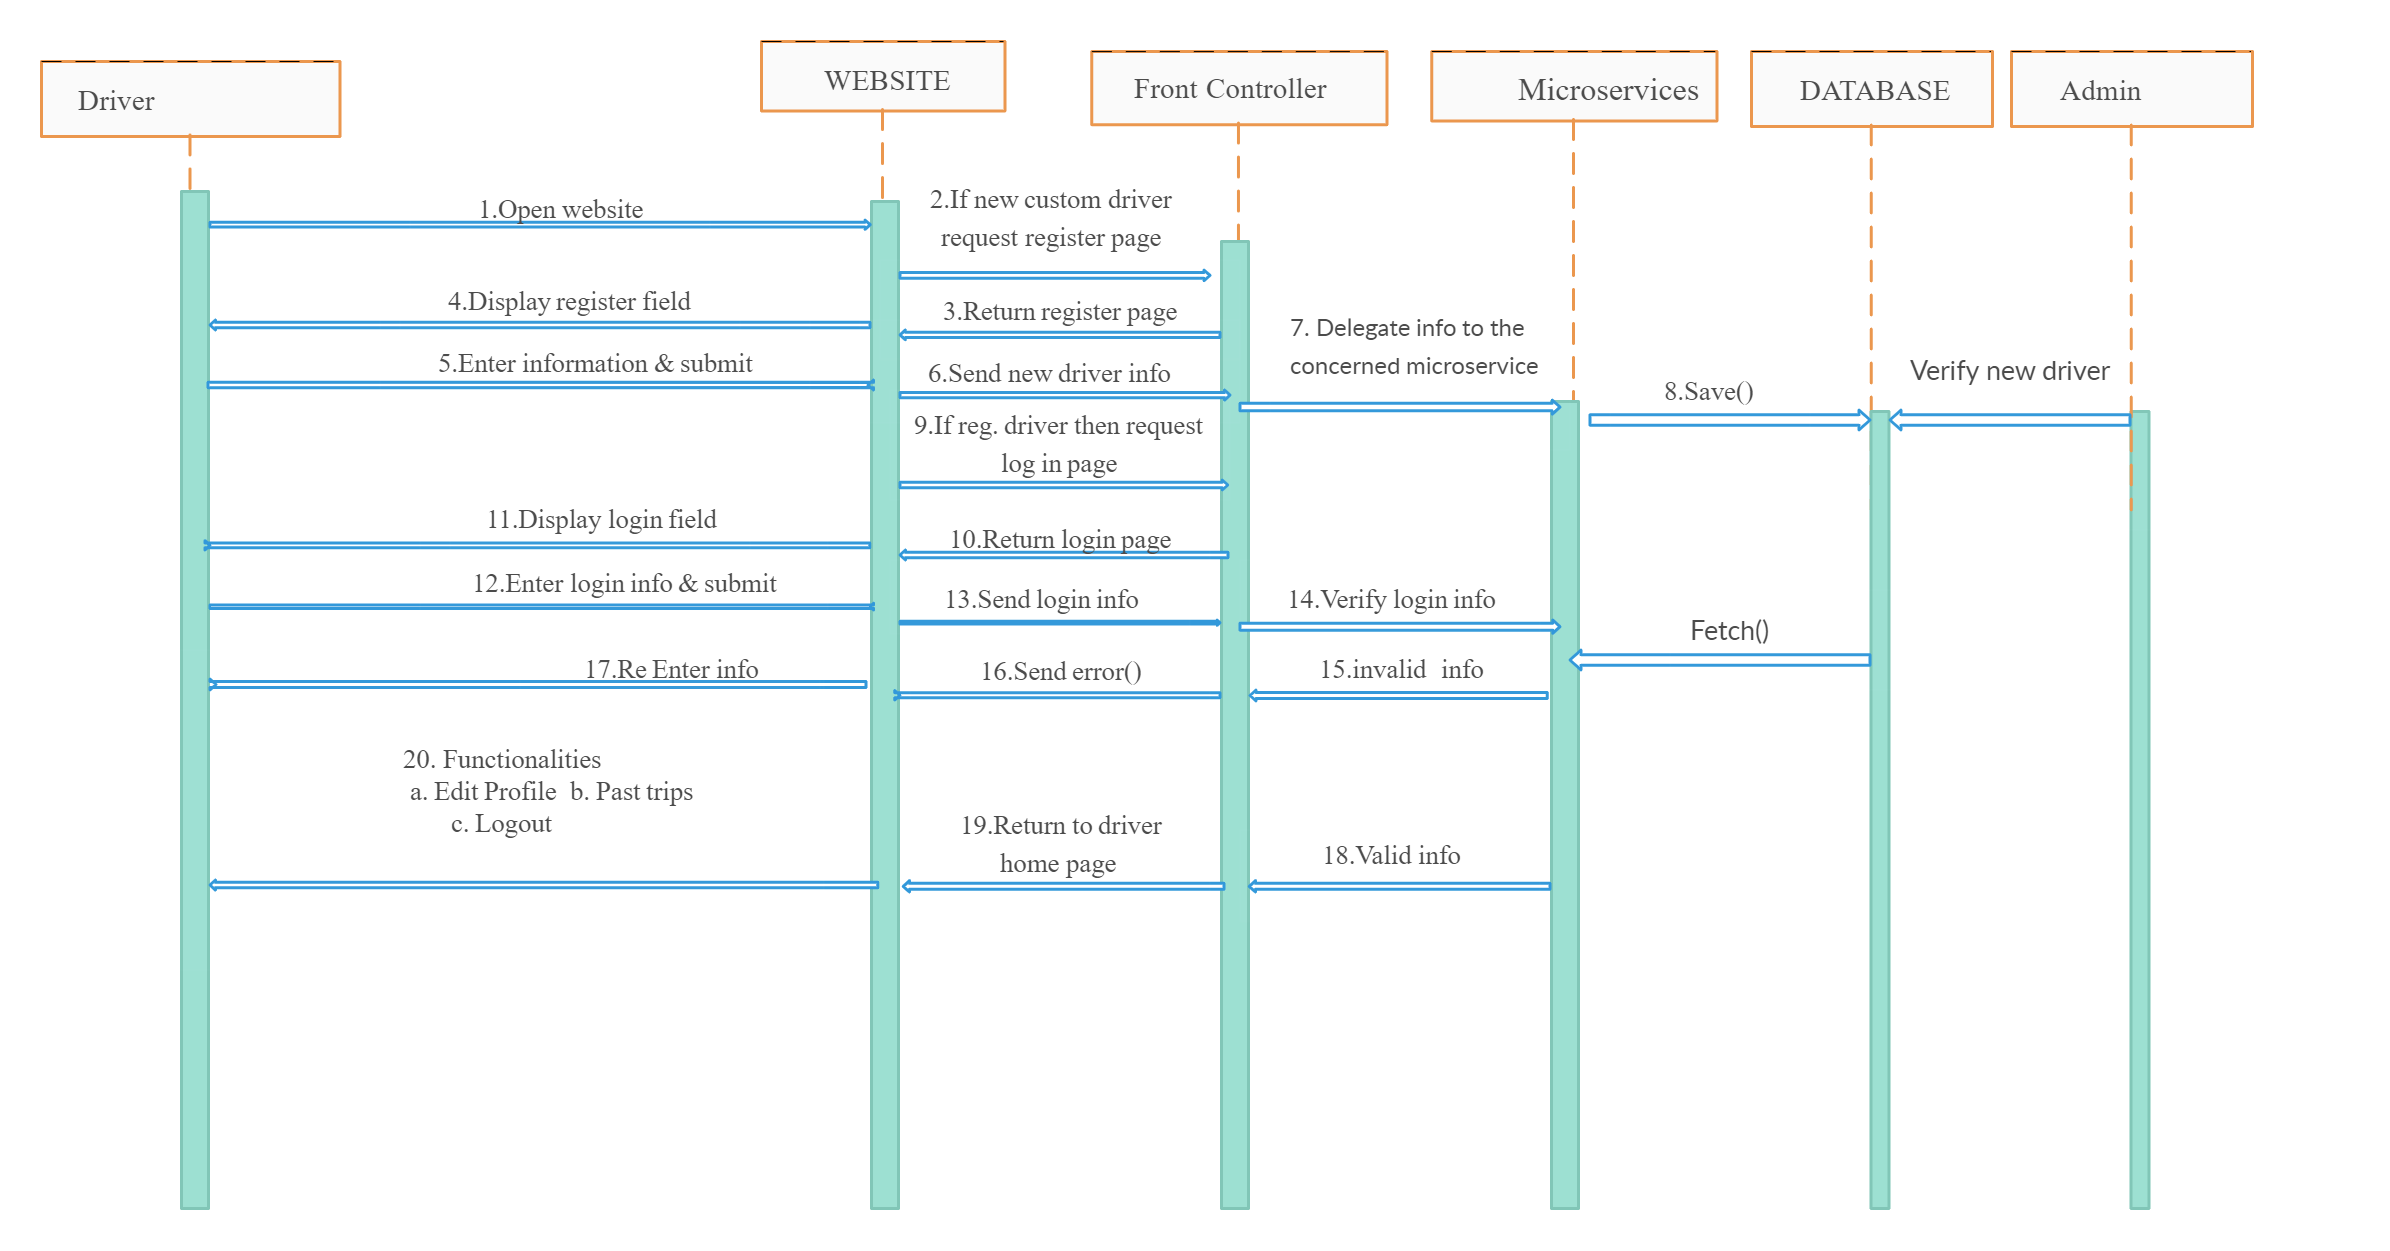 Driver
WEBSITE
Front Controller
Microservices
DATABASE
Admin
1.Open website
2.If new custom driver
request register page
4.Display register field
3.Return register page
7. Delegate info to the
concerned microservice
5.Enter information & submit
6.Send new driver info
8.Save()
Verify new driver
9.If reg. driver then request
log in page
11.Display login field
10.Return login page
12.Enter login info & submit
13.Send login info
14.Verify login info
Fetch()
17.Re Enter info
16.Send error()
15.invalid info
20. Functionalities
a. Edit Profile b. Past trips
c. Logout
19.Return to driver
home page
18.Valid info